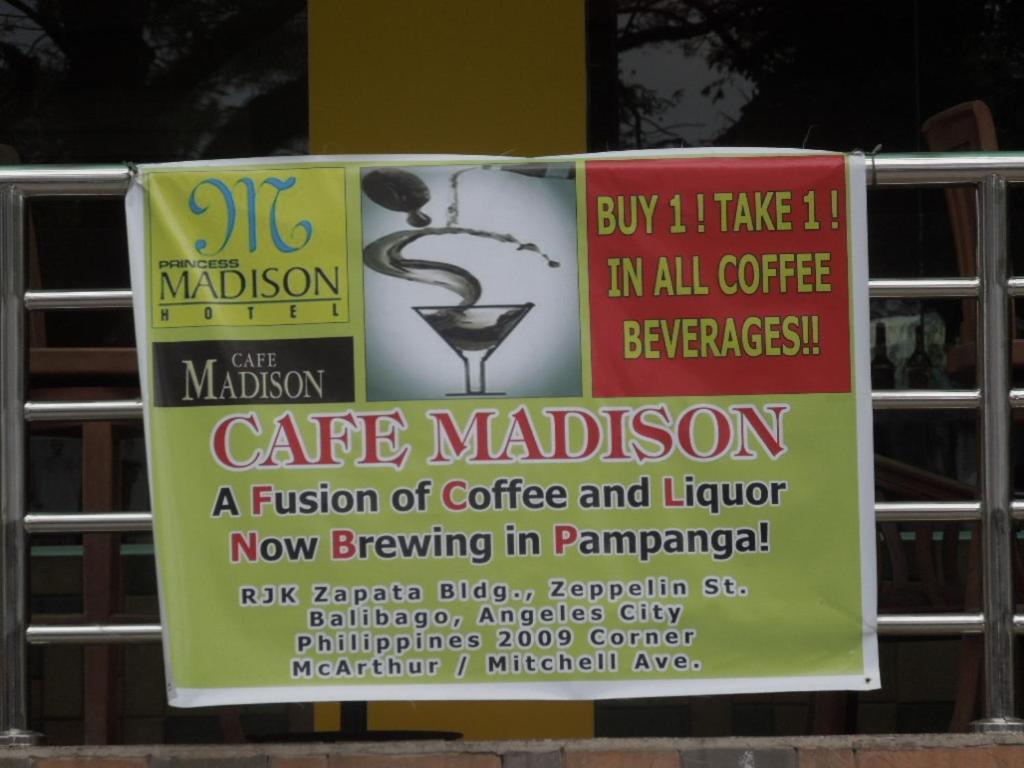 M
PRINCESS
MADISON
HOTEL
CAFE
MADISON
BUY 1 ! TAKE 1 !
IN ALL COFFEE
BEVERAGES!!
CAFE MADISON
A Fusion of Coffee and Liquor
Now Brewing in Pampanga!
RJK Zapata Bldg., Zeppelin St.
Balibago, Angeles City
Philippines 2009 Corner
McArthur / Mitchell Ave.